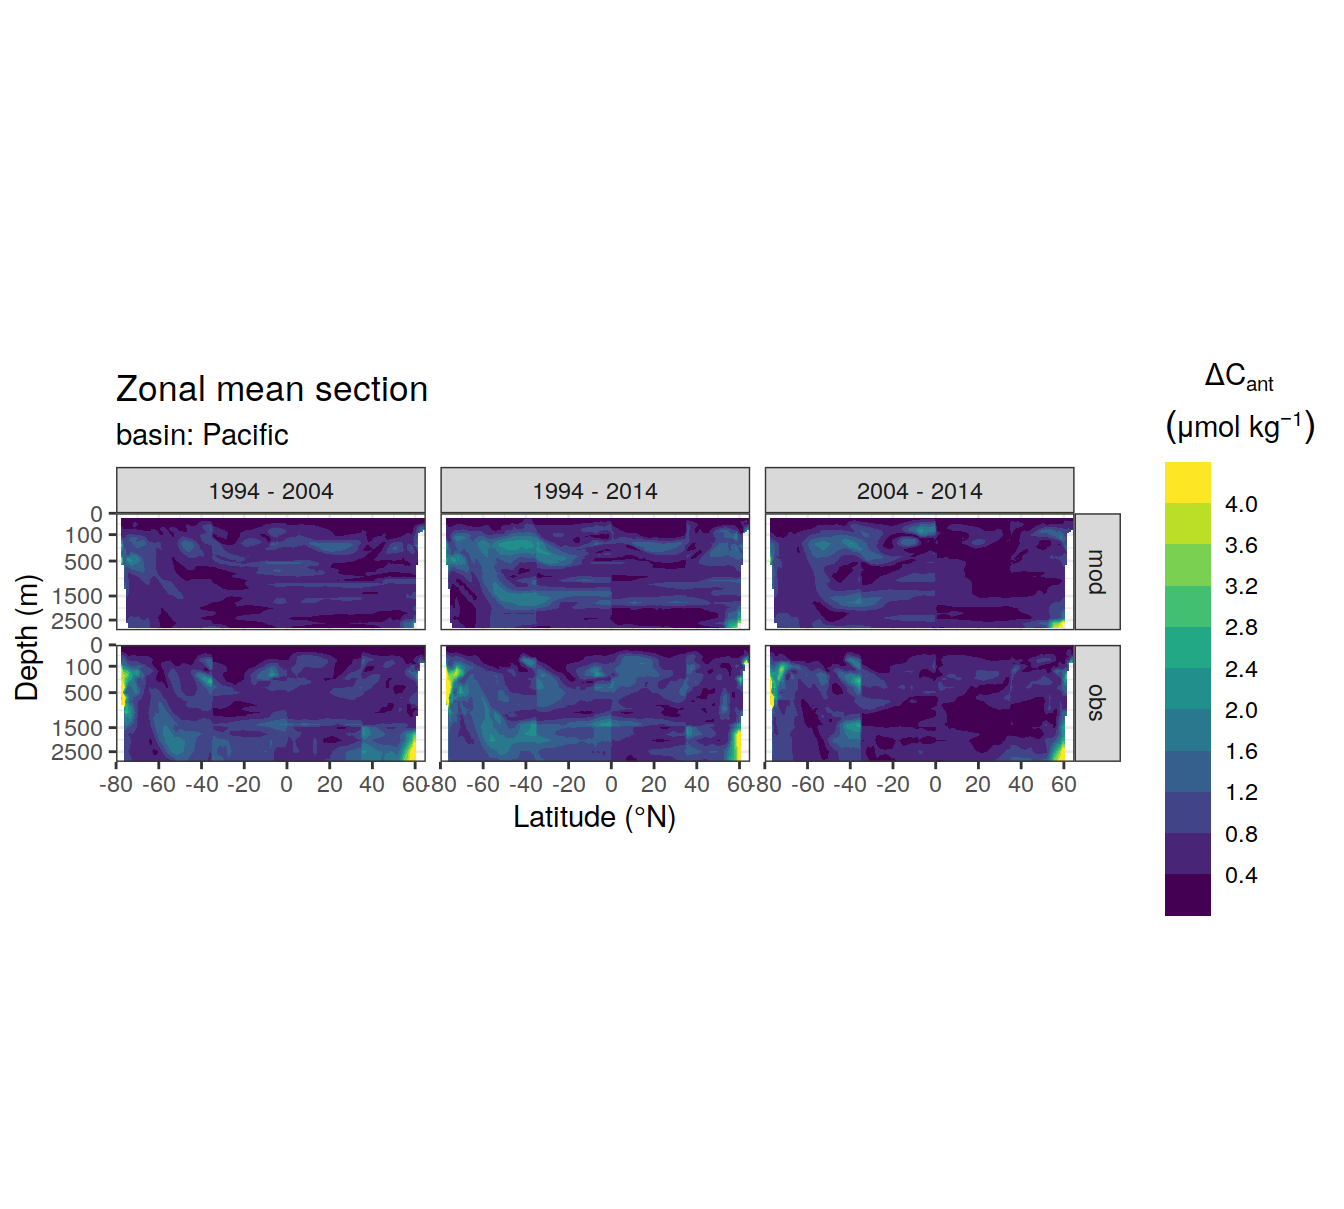 Zonal mean section
basin: Pacific
1994 - 2004 1994 - 2014 2004 - 2014
Depth (m)
0
100
500
1500
2500
mod
0
100
500
1500
2500
obs
-80 -60 -40 -20 0 20 40 60 -80 -60 -40 -20 0 20 40 60 -80 -60 -40 -20 0 20 40 60
Latitude (°N)
ΔCant
(μmol kg⁻¹)
4.0
3.6
3.2
2.8
2.4
2.0
1.6
1.2
0.8
0.4